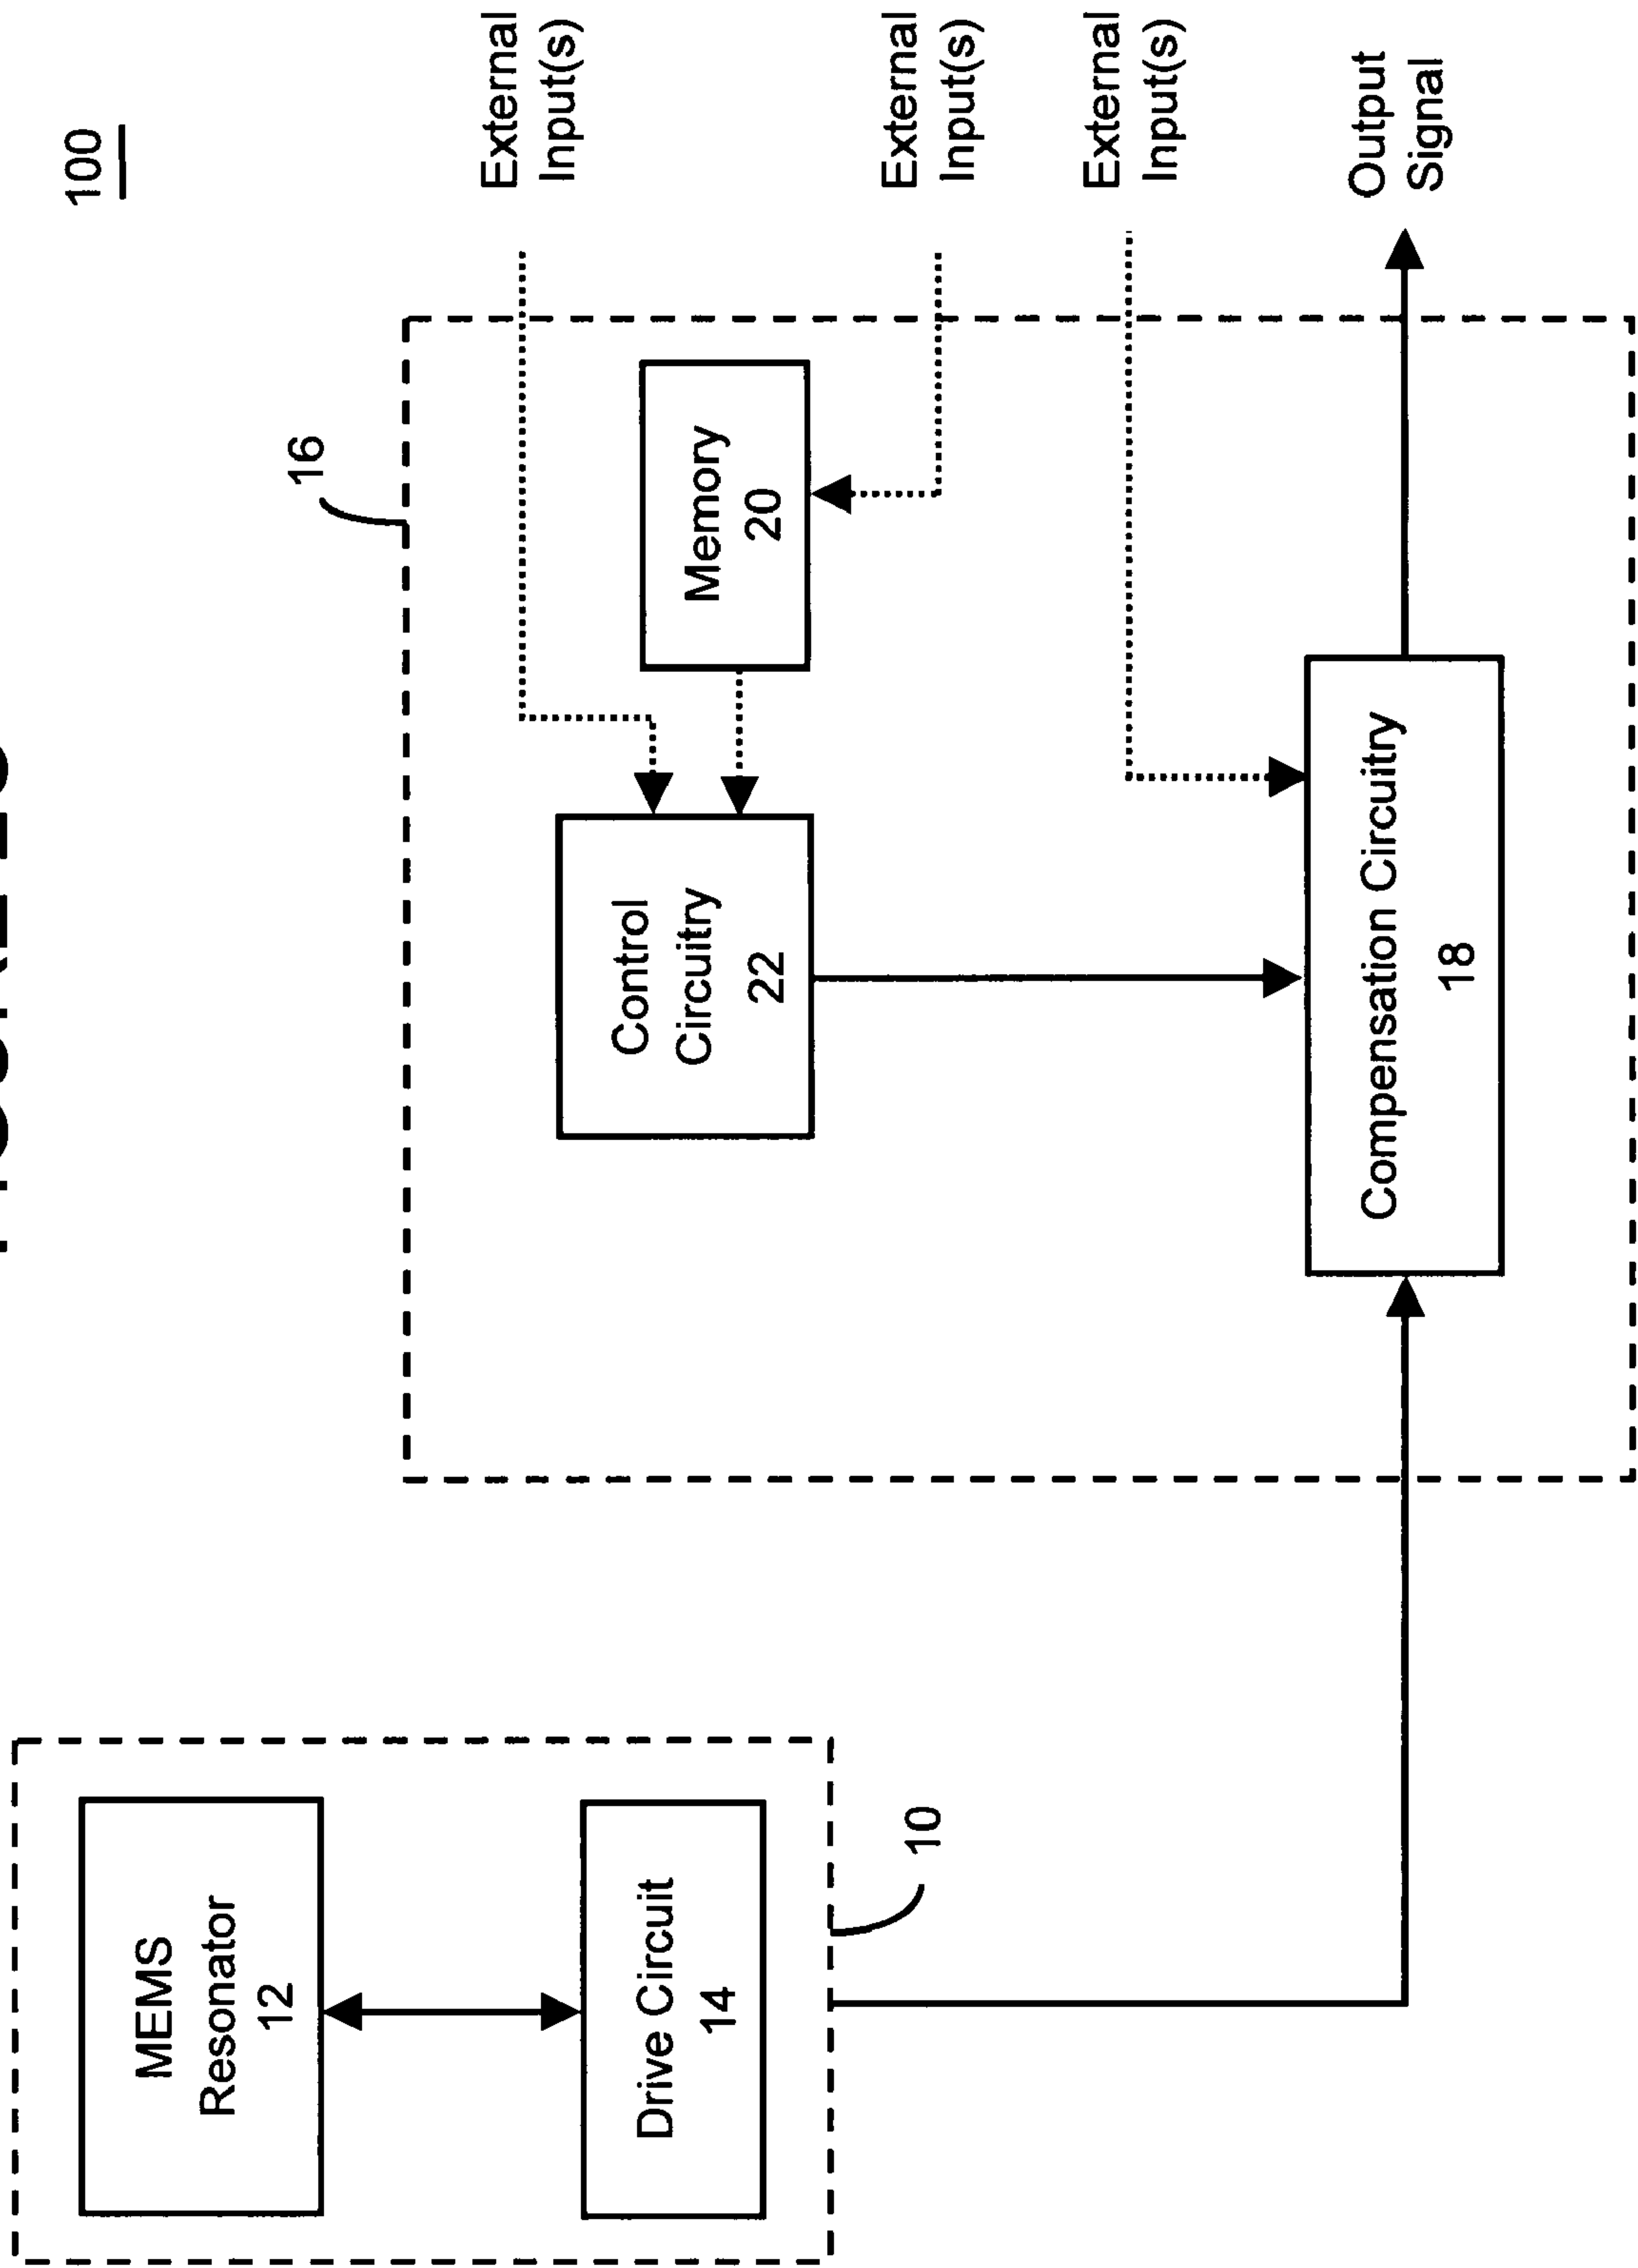 100
MEMS
Resonator
12
Drive Circuit
14
10
16
External
Input(s)
Control
Circuitry
22
Memory
20
External
Input(s)
External
Input(s)
Compensation Circuitry
18
Output
Signal